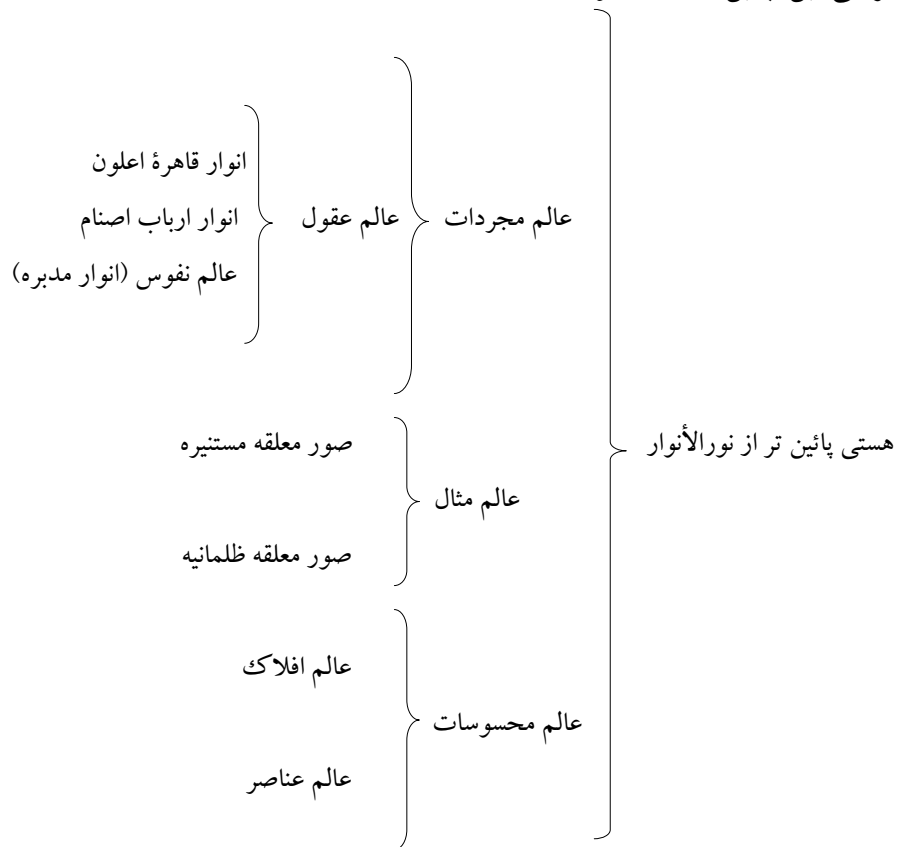 انوار قاهرۀ اعلون
عالم مجردات
عالم عقول
انوار ارباب اصنام
عالم نفوس (انوار مدبره)
هستی پائین تر از نورالأنوار
صور معلقه مستنیره
عالم مثال
صور معلقه ظلمانیه
عالم افلاک
عالم محسوسات
عالم عناصر